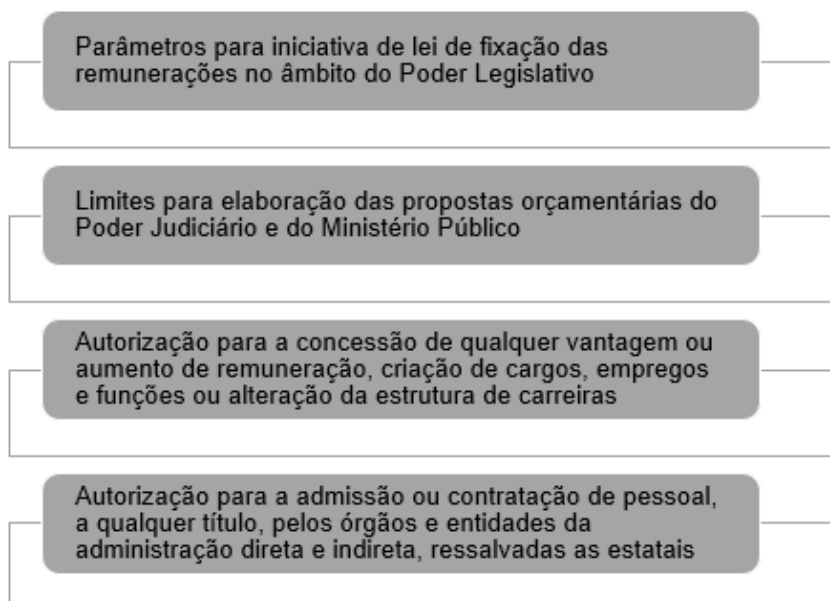 Parâmetros para iniciativa de lei de fixação das
remunerações no âmbito do Poder Legislativo
Limites para elaboração das propostas orçamentárias do
Poder Judiciário e do Ministério Público
Autorização para a concessão de qualquer vantagem ou
aumento de remuneração, criação de cargos, empregos
e funções ou alteração da estrutura de carreiras
Autorização para a admissão ou contratação de pessoal,
a qualquer título, pelos órgãos e entidades da
administração direta e indireta, ressalvadas as estatais